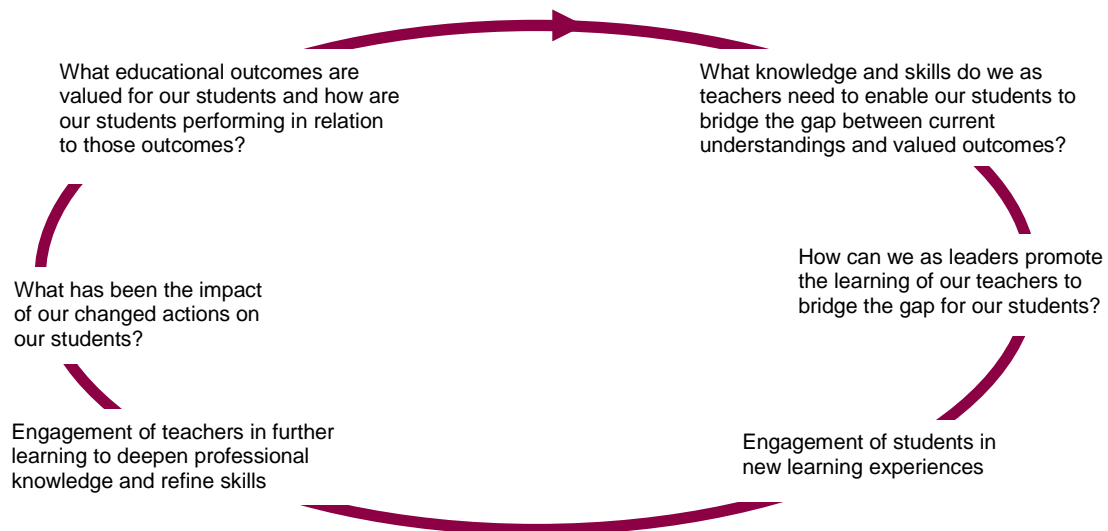 What educational outcomes are
valued for our students and how are
our students performing in relation
to those outcomes?
What knowledge and skills do we as
teachers need to enable our students to
bridge the gap between current
understandings and valued outcomes?
How can we as leaders promote
the learning of our teachers to
bridge the gap for our students?
Engagement of students in
new learning experiences
Engagement of teachers in further
learning to deepen professional
knowledge and refine skills
What has been the impact
of our changed actions on
our students?